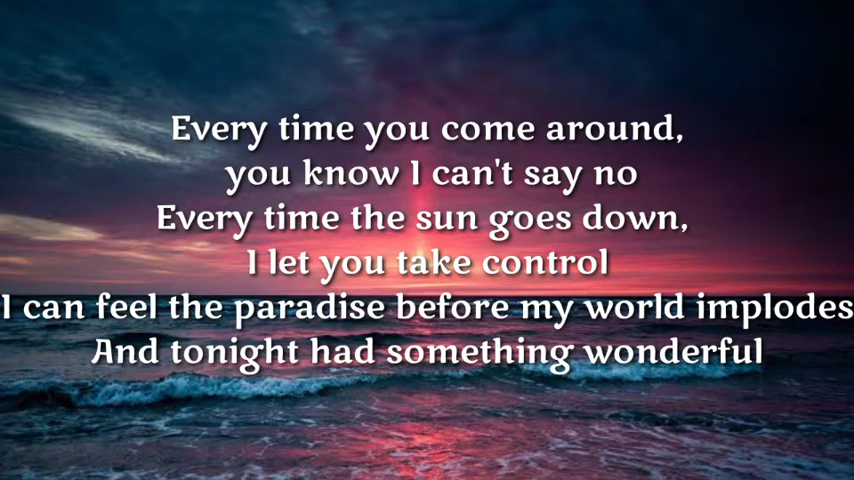 Every time you come around,
you know I can't say no
Every time the sun goes down,
I let you take control
I can feel the paradise before my world implodes
And tonight had something wonderful